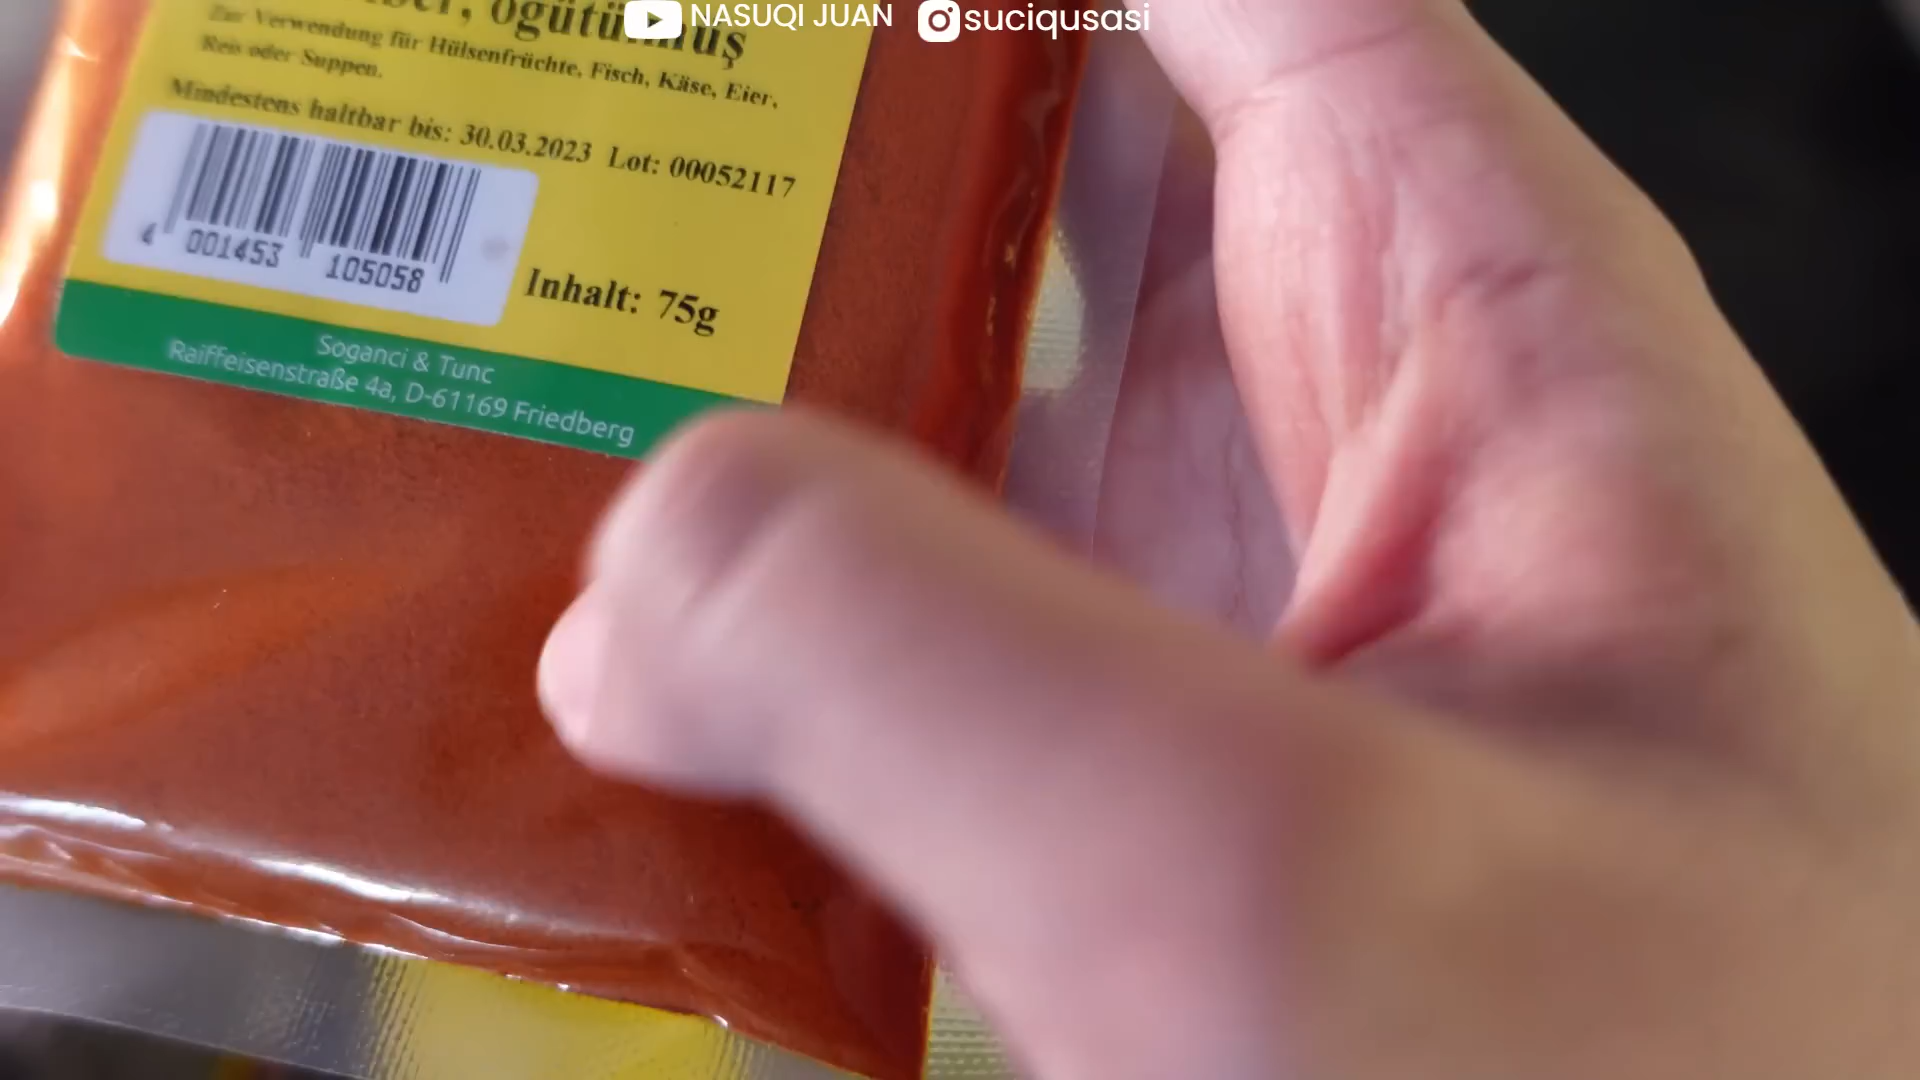 NASUQI JUAN
suciqusasi
öğütülmüş
Zur Verwendung für Hülsenfrüchte, Fisch, Käse, Eier,
Reis oder Suppen.
Mindestens haltbar bis: 30.03.2023 Lot: 00052117
4 001453 105058
Inhalt: 75g
Soganci & Tunc
Raiffeisenstraße 4a, D-61169 Friedberg